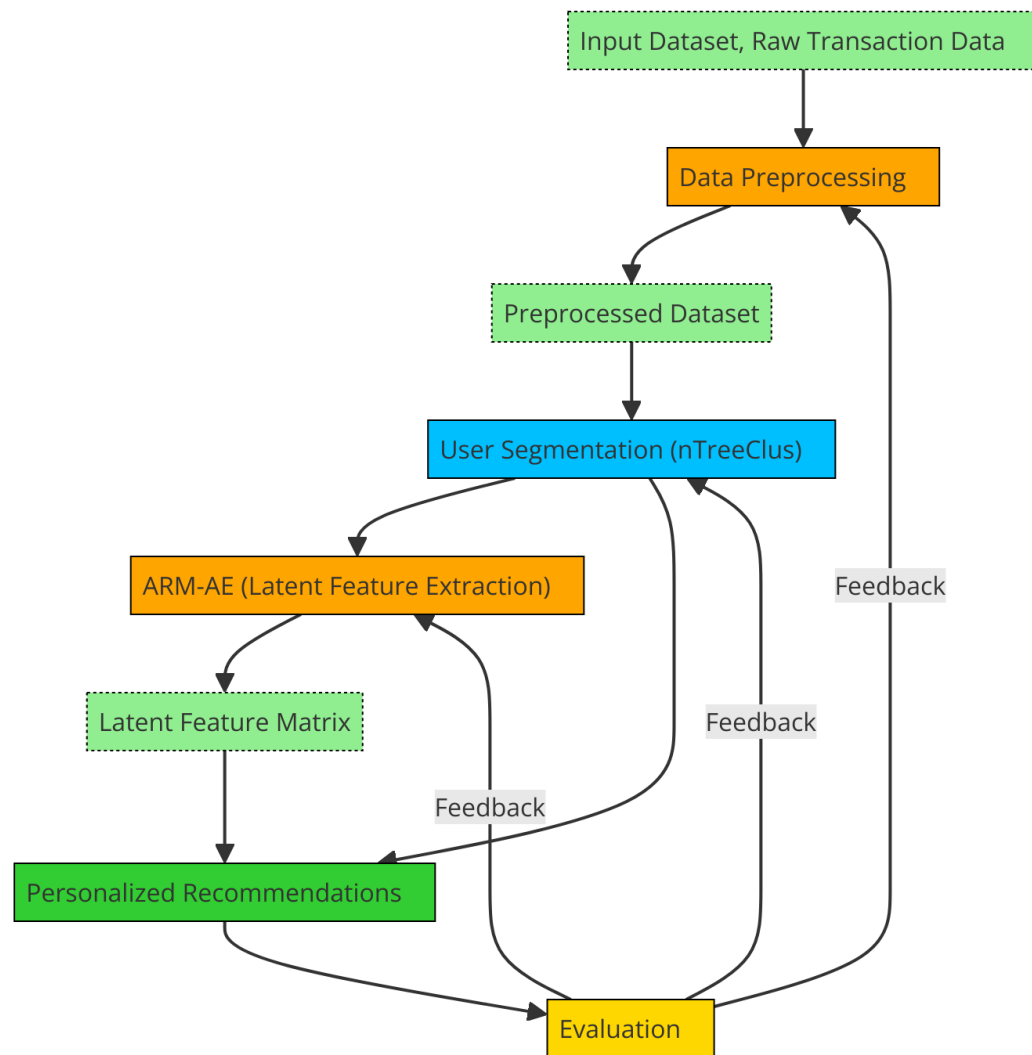 Input Dataset, Raw Transaction Data
Data Preprocessing
Preprocessed Dataset
User Segmentation (nTreeClus)
ARM-AE (Latent Feature Extraction)
Feedback
Latent Feature Matrix
Feedback
Feedback
Personalized Recommendations
Evaluation